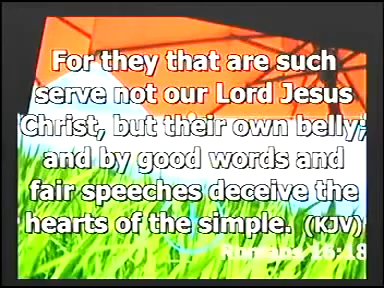 For they that are such
serve not our Lord Jesus
Christ, but their own belly;
and by good words and
fair speeches deceive the
hearts of the simple. (KJV)
Romans 16:18